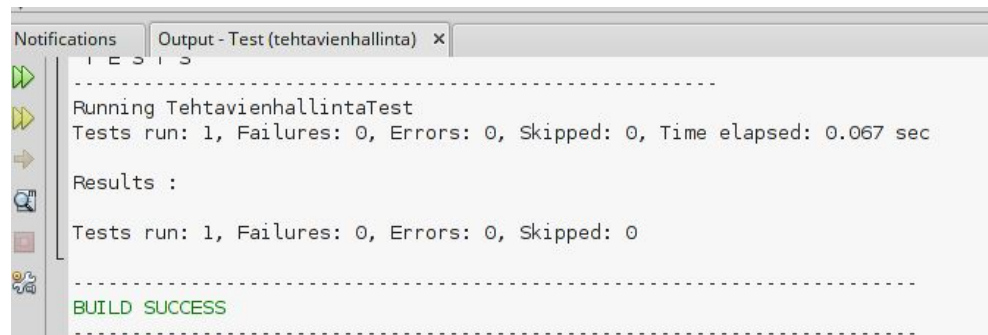 Notifications
Output - Test (tehtavienhallinta) ×
T E S T S
-------------------------------------------------------
Running TehtavienhallintaTest
Tests run: 1, Failures: 0, Errors: 0, Skipped: 0, Time elapsed: 0.067 sec
Results :
Tests run: 1, Failures: 0, Errors: 0, Skipped: 0
------------------------------------------------------------------------
BUILD SUCCESS
------------------------------------------------------------------------